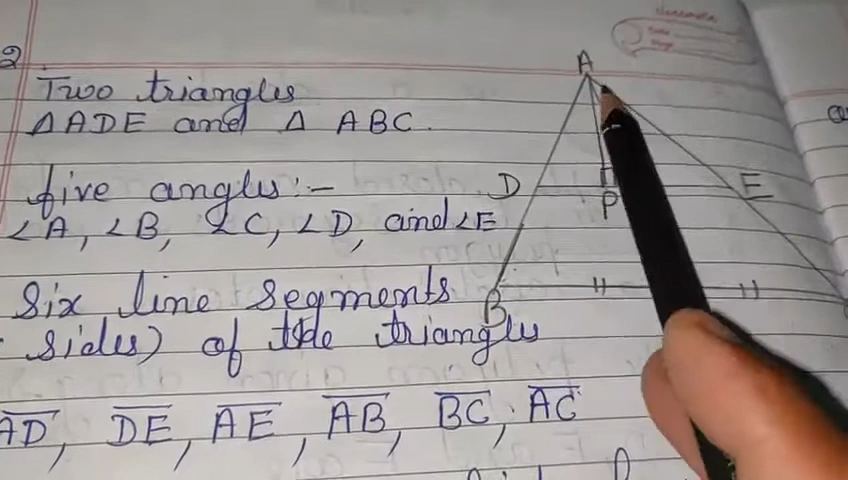 2.
Two triangles
Δ ADE and Δ ABC.
five angles:-
∠A, ∠B, ∠C, ∠D, and ∠E
Six line segments
sides) of the triangles
AD, DE, AE, AB, BC, AC
A
D
E
P
B